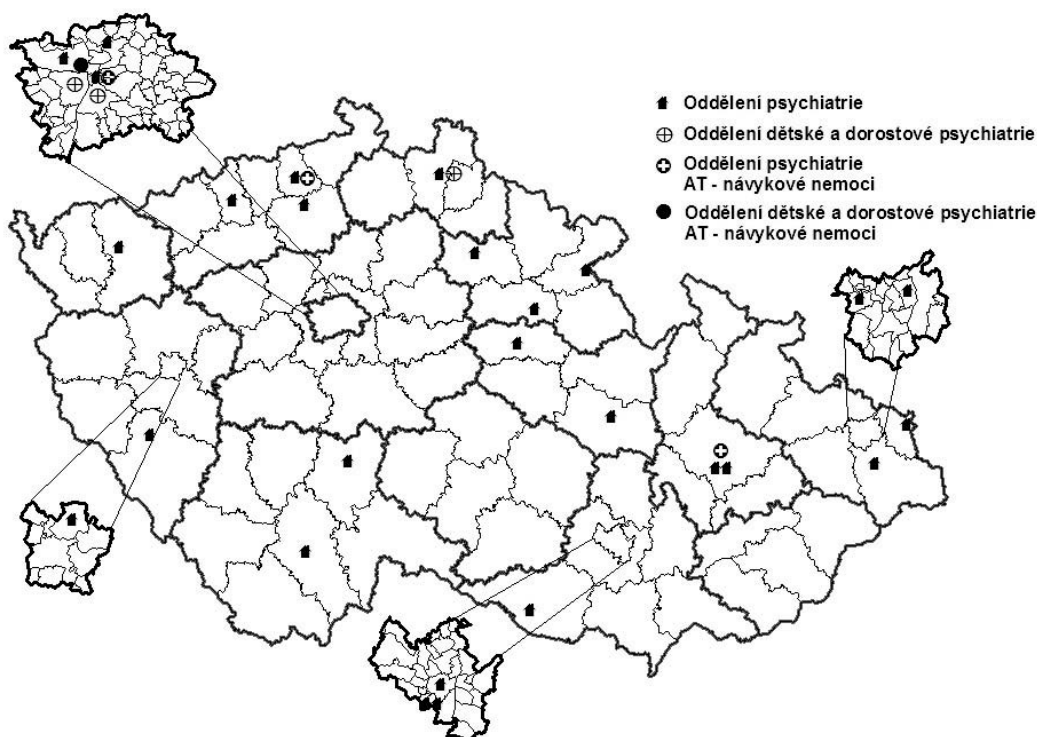 Oddělení psychiatrie
Oddělení dětské a dorostové psychiatrie
Oddělení psychiatrie
AT - návykové nemoci
Oddělení dětské a dorostové psychiatrie
AT - návykové nemoci